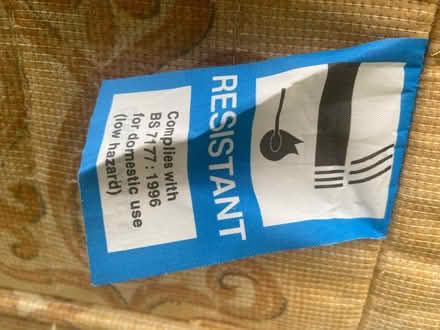 RESISTANT
Complies with
BS 7177 : 1996
for domestic use
(low hazard)